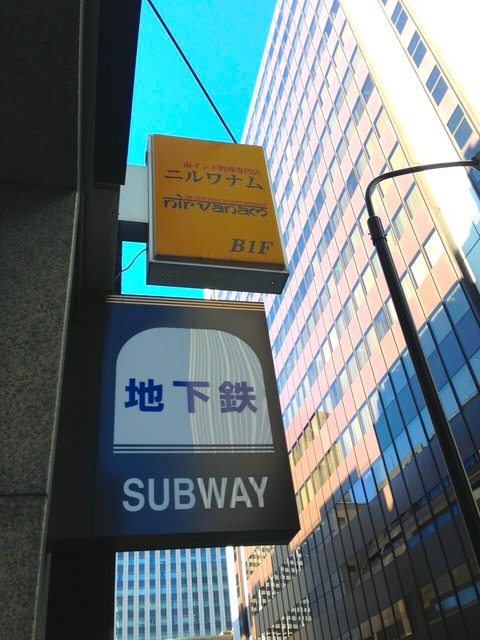 南インド料理専門店
ニルワナム
nirvanam
B1F
地下鉄
SUBWAY